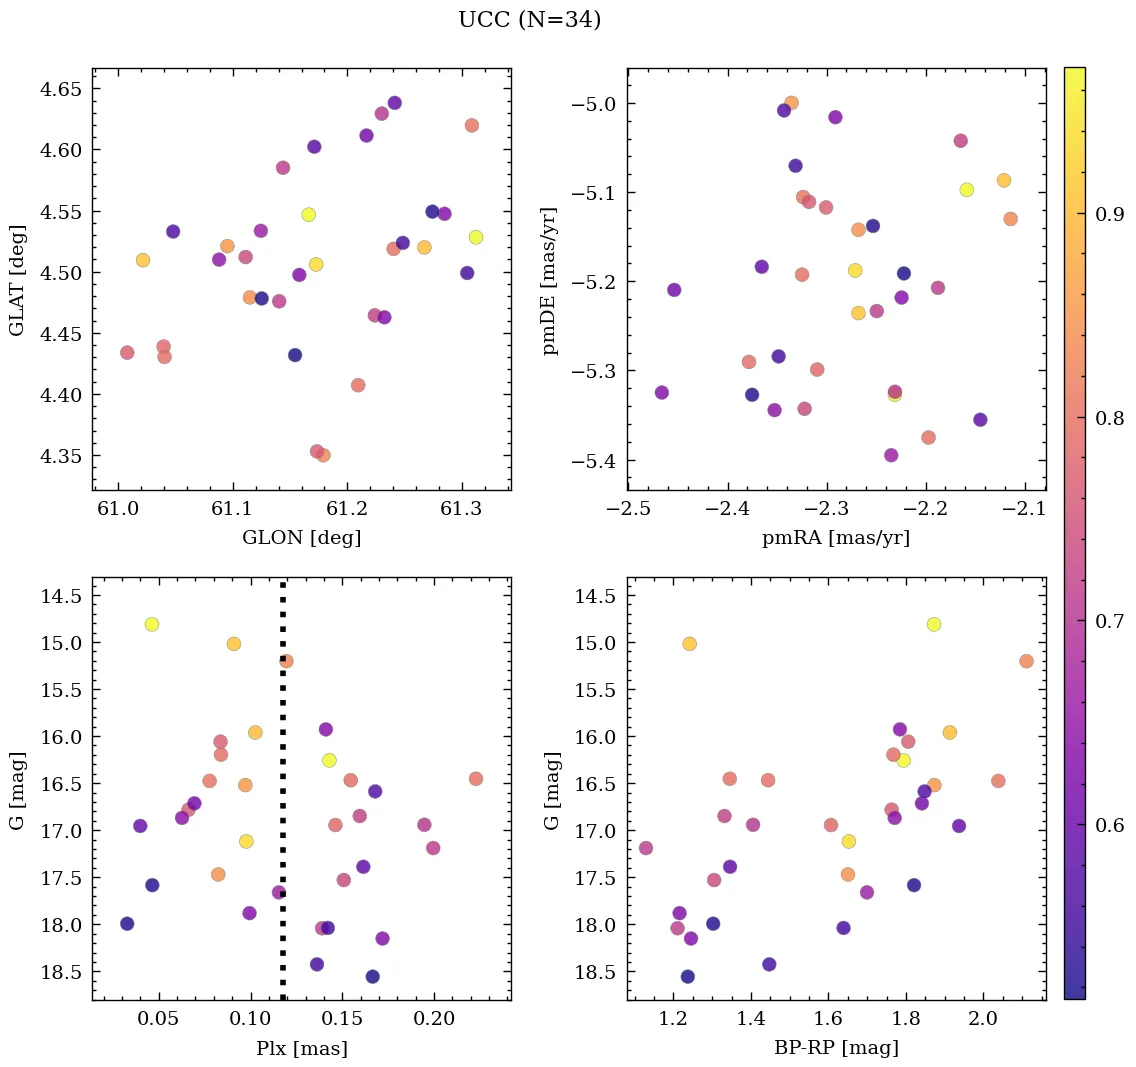 UCC (N=34)
4.65
4.60
4.55
4.50
4.45
4.40
4.35
GLAT [deg]
61.0 61.1 61.2 61.3
GLON [deg]
−5.0
−5.1
−5.2
−5.3
−5.4
pmDE [mas/yr]
−2.5 −2.4 −2.3 −2.2 −2.1
pmRA [mas/yr]
0.9
0.8
0.7
0.6
14.5
15.0
15.5
16.0
16.5
17.0
17.5
18.0
18.5
G [mag]
0.05 0.10 0.15 0.20
Plx [mas]
14.5
15.0
15.5
16.0
16.5
17.0
17.5
18.0
18.5
G [mag]
1.2 1.4 1.6 1.8 2.0
BP-RP [mag]